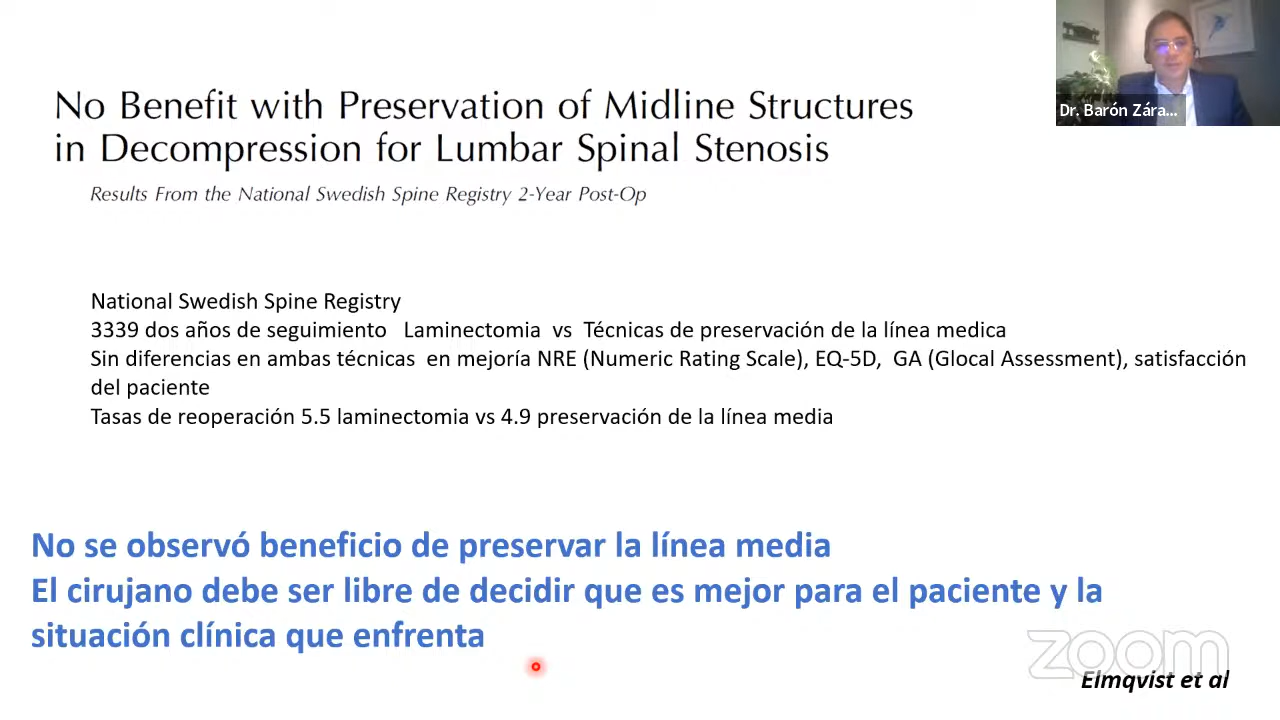 No Benefit with Preservation of Midline Structures
in Decompression for Lumbar Spinal Stenosis
Results From the National Swedish Spine Registry 2-Year Post-Op
Dr. Barón Zára...
National Swedish Spine Registry
3339 dos años de seguimiento Laminectomia vs Técnicas de preservación de la línea medica
Sin diferencias en ambas técnicas en mejoría NRE (Numeric Rating Scale), EQ-5D, GA (Glocal Assessment), satisfacción
del paciente
Tasas de reoperación 5.5 laminectomia vs 4.9 preservación de la línea media
No se observó beneficio de preservar la línea media
El cirujano debe ser libre de decidir que es mejor para el paciente y la
situación clínica que enfrenta
zoom
Elmqvist et al